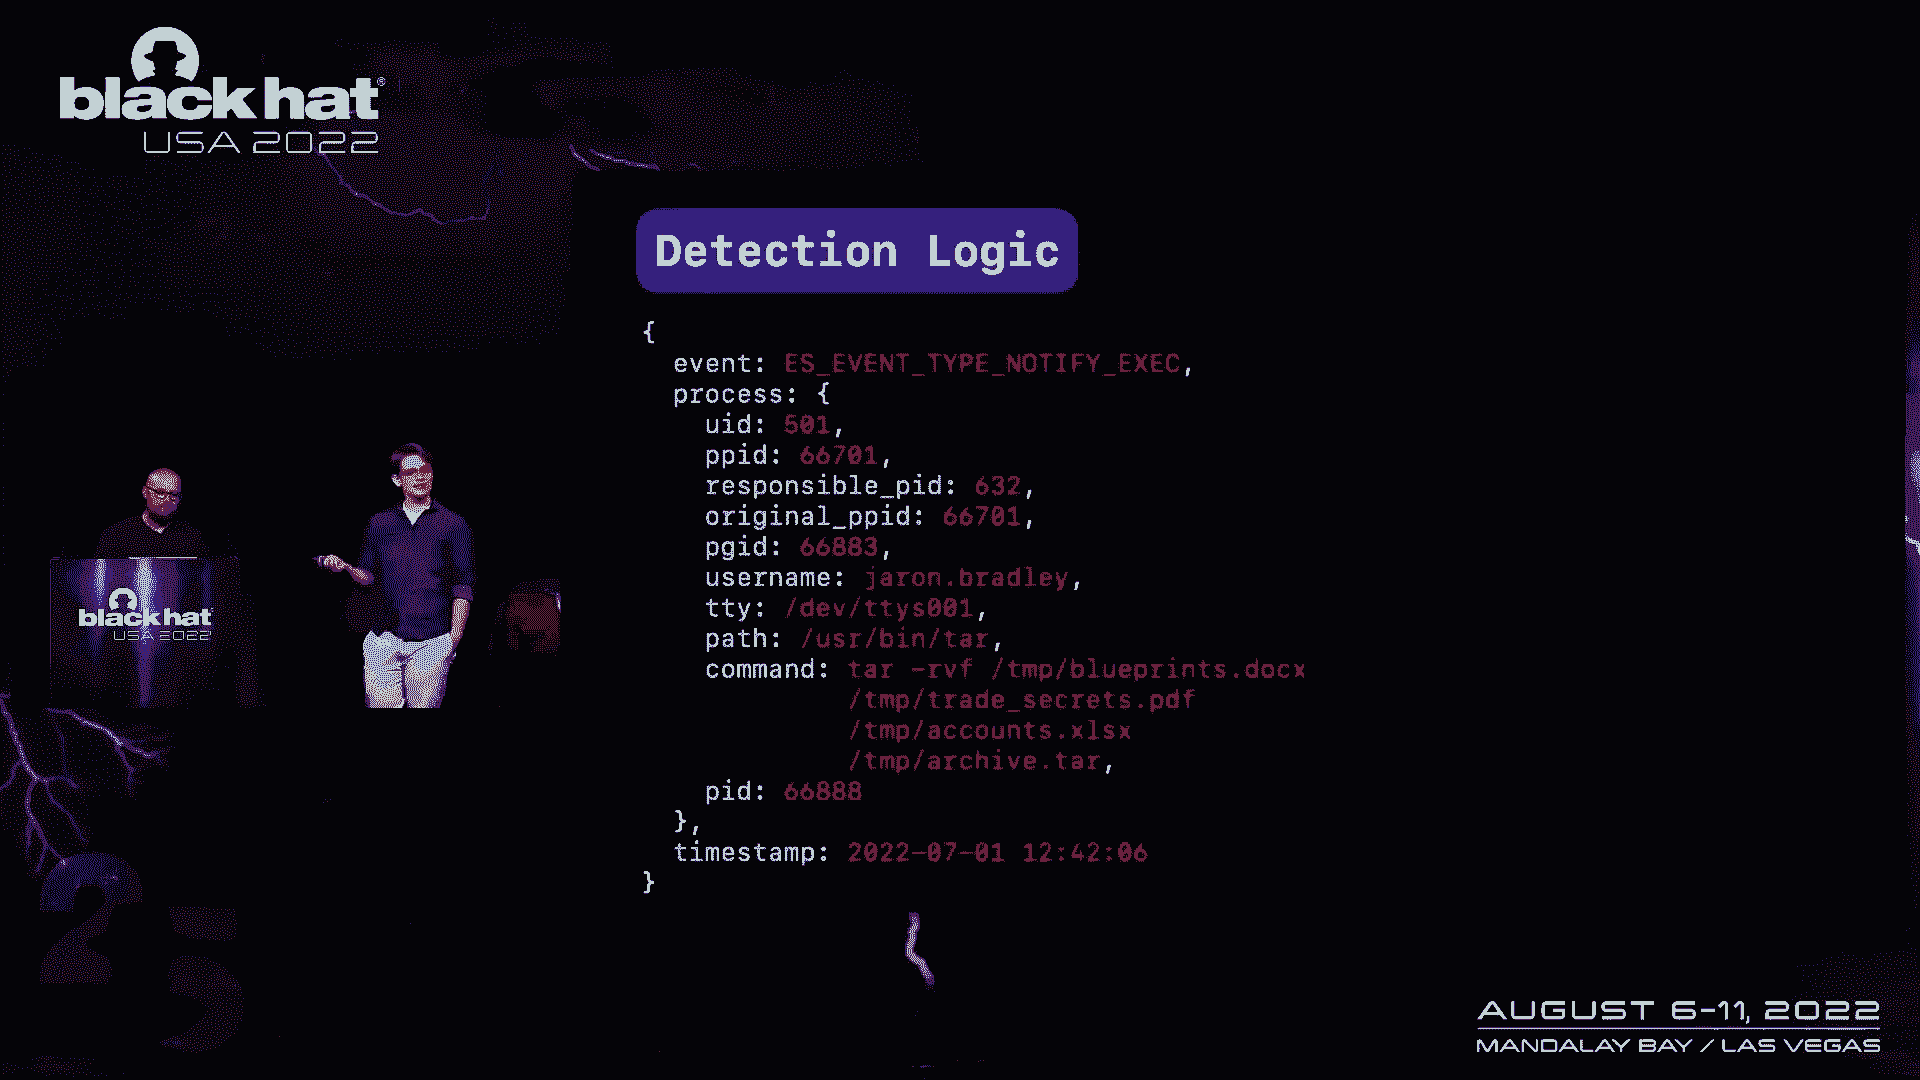 black hat®
USA 2022
Detection Logic
{
event: ES_EVENT_TYPE_NOTIFY_EXEC,
process: {
uid: 501,
ppid: 66701,
responsible_pid: 632,
original_ppid: 66701,
pgid: 66883,
username: jaron.bradley,
tty: /dev/ttys001,
path: /usr/bin/tar,
command: tar -rvf /tmp/blueprints.docx
/tmp/trade_secrets.pdf
/tmp/accounts.xlsx
/tmp/archive.tar,
pid: 66888
},
timestamp: 2022-07-01 12:42:06
}
black hat
USA 2022
25
AUGUST 6-11, 2022
MANDALAY BAY / LAS VEGAS